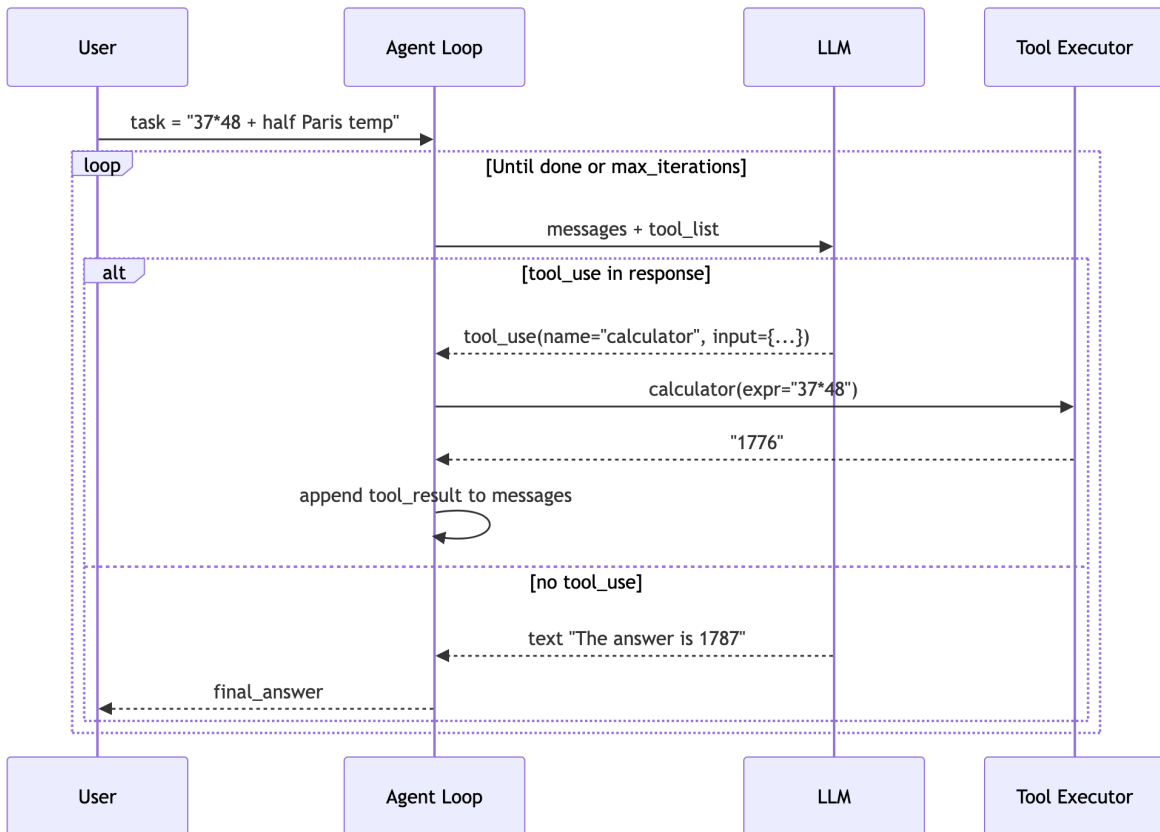 User
Agent Loop
LLM
Tool Executor
task = "37*48 + half Paris temp"
loop
[Until done or max_iterations]
messages + tool_list
alt
[tool_use in response]
tool_use(name="calculator", input={...})
calculator(expr="37*48")
"1776"
append tool_result to messages
[no tool_use]
text "The answer is 1787"
final_answer
User
Agent Loop
LLM
Tool Executor